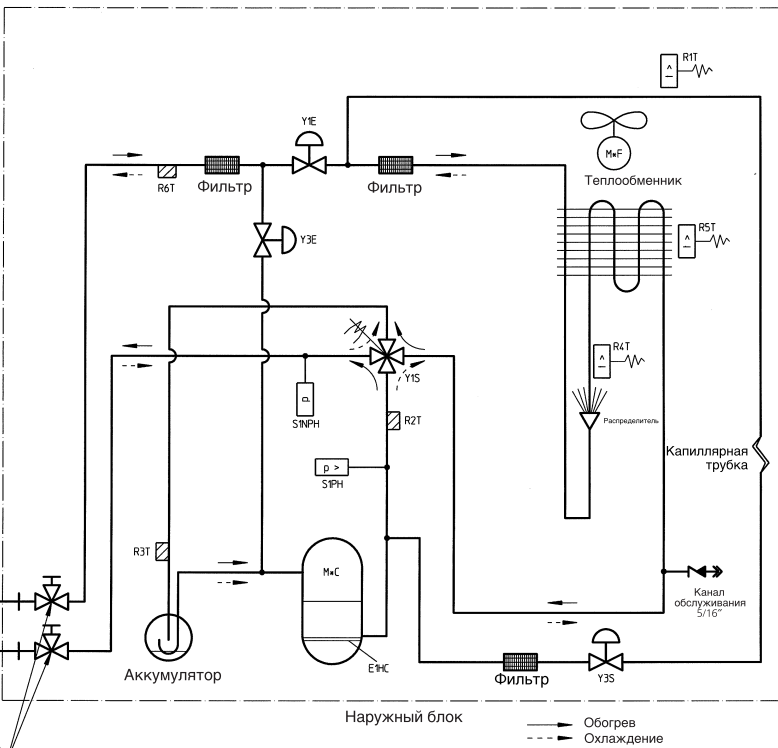 R1T
Y1E
M*F
Теплообменник
R6T
Фильтр
Фильтр
R5T
Y3E
R4T
Y1S
S1NPH
R2T
Распределитель
Капиллярная
трубка
p
p >
S1PH
R3T
M*C
Канал
обслуживания
5/16"
Аккумулятор
E1HC
Фильтр
Y3S
Наружный блок
Обогрев
Охлаждение